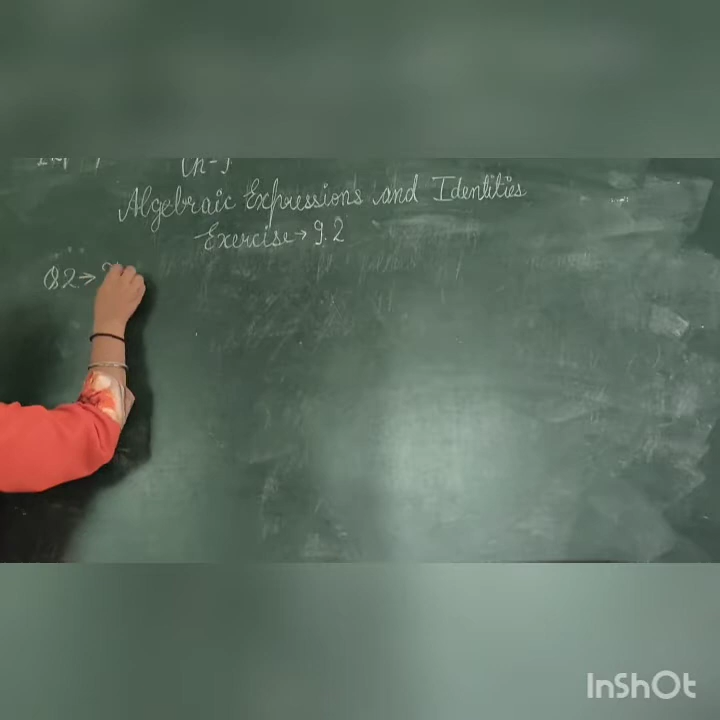 Algebraic Expressions and Identities
Exercise → 9.2
Q2 →
InShOt